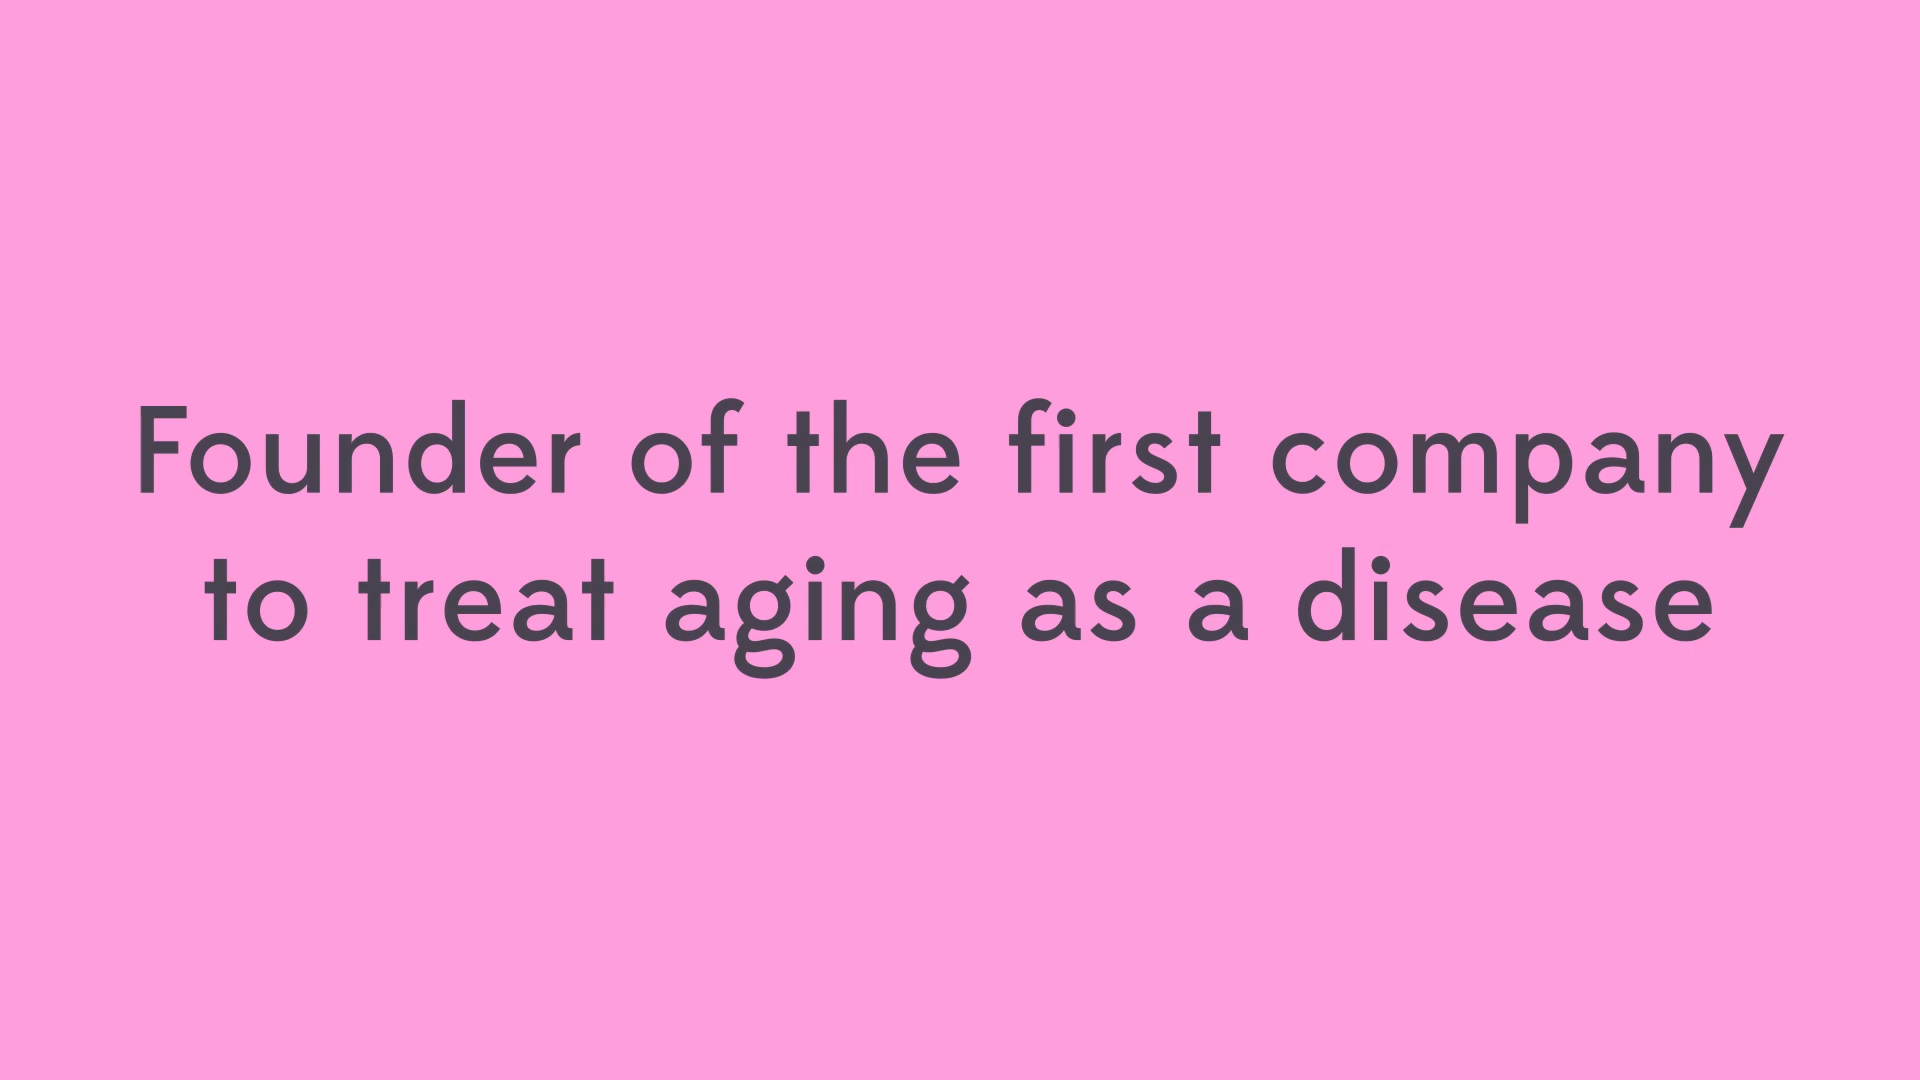 Founder of the first company
to treat aging as a disease